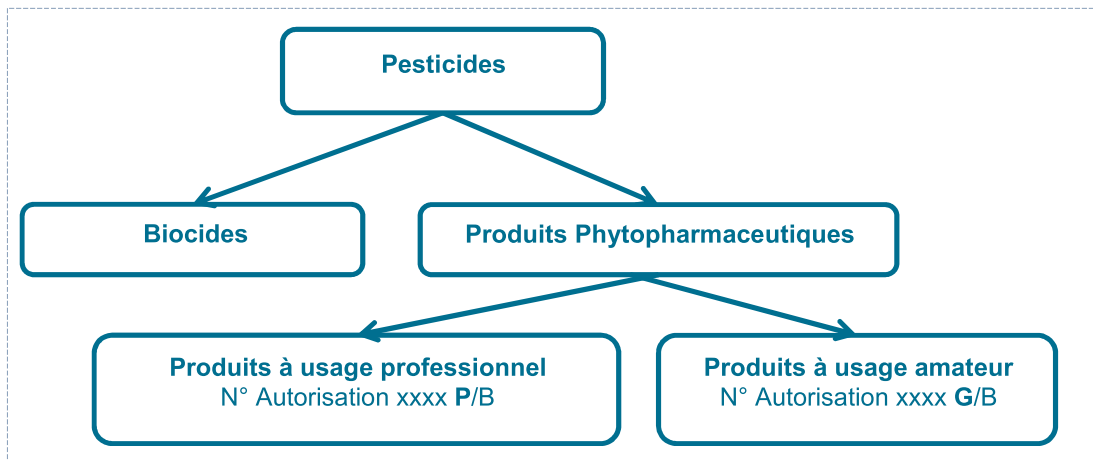 Pesticides
Biocides
Produits Phytopharmaceutiques
Produits à usage professionnel
N° Autorisation xxxx P/B
Produits à usage amateur
N° Autorisation xxxx G/B